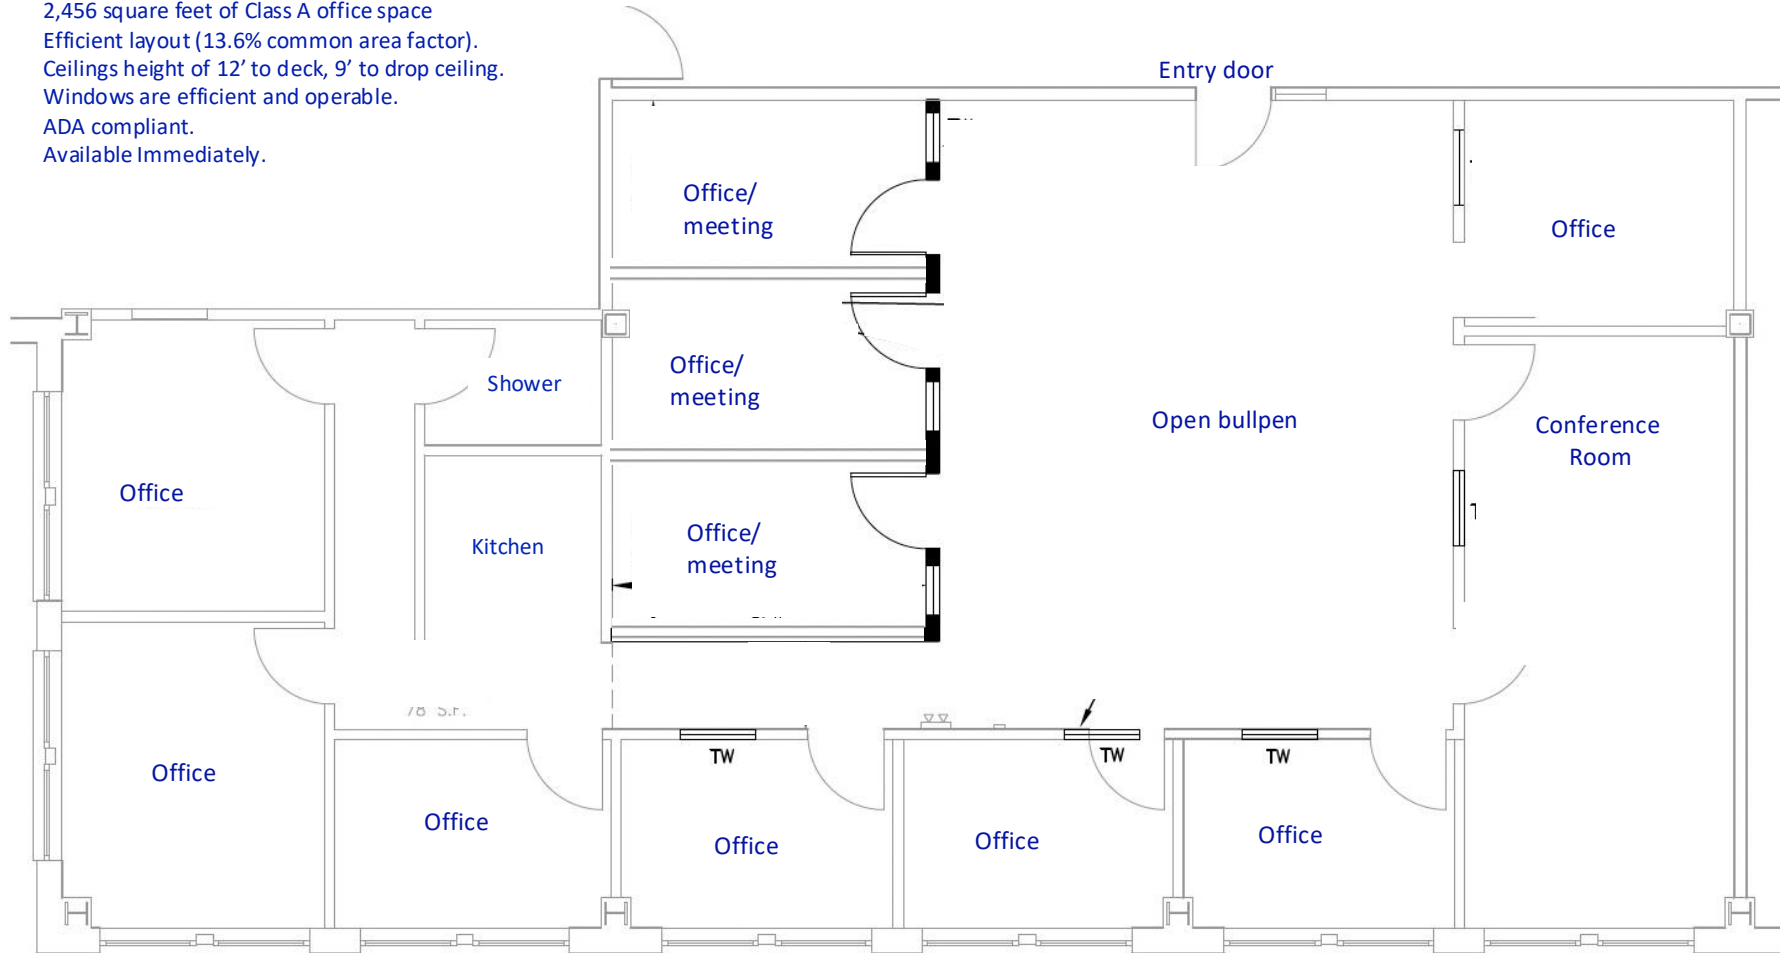 2,456 square feet of Class A office space
Efficient layout (13.6% common area factor).
Ceilings height of 12’ to deck, 9’ to drop ceiling.
Windows are efficient and operable.
ADA compliant.
Available Immediately.
Entry door
Office/
meeting
Office
Office/
meeting
Shower
Open bullpen
Conference
Room
Office
Kitchen
Office/
meeting
78 S.F.
TW
TW
TW
Office
Office
Office
Office
Office